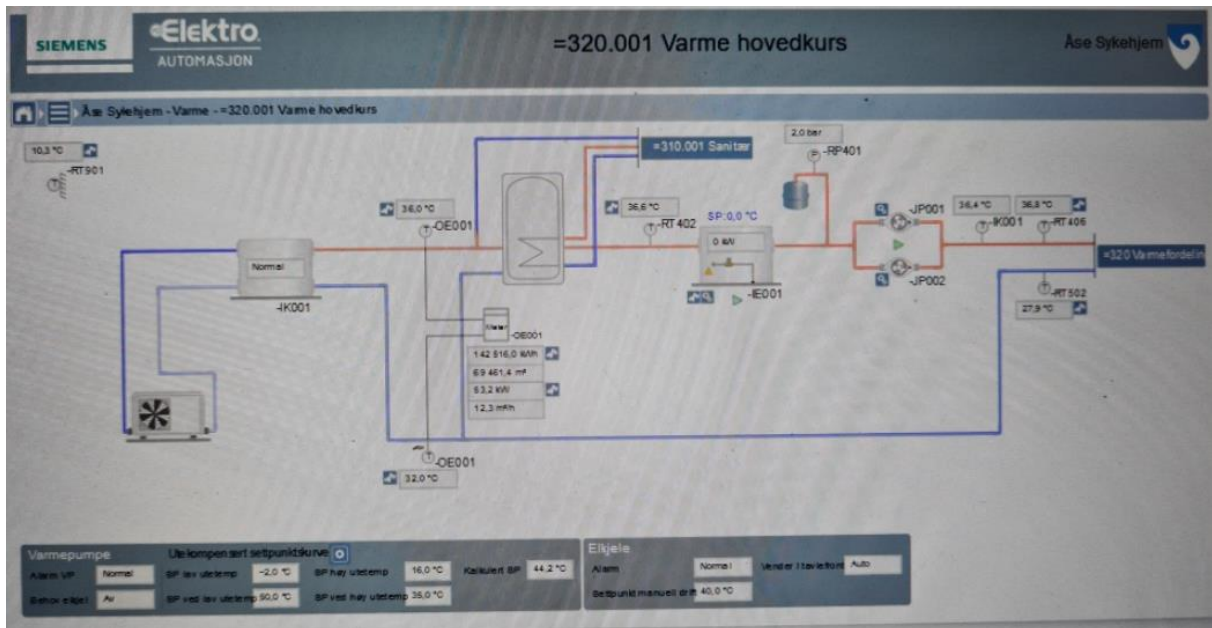 SIEMENS
Elektro
AUTOMASJON
=320.001 Varme hovedkurs
Åse Sykehjem
Åse Sykehjem - Varme - =320.001 Varme hovedkurs
10,3 °C
-RT901
2,0 bar
-RP401
=310.001 Sanitær
36,0 °C
-OE001
36,6 °C
-RT402
SP:0,0 °C
0 kW
-IE001
-JP001
-JP002
36,4 °C
-IK001
36,8 °C
-RT406
=320 Varmefordelin
-RT502
27,9 °C
Normal
-IK001
Meter
-OE001
142 516,0 kWh
69 461,4 m³
53,2 kW
12,3 m³/h
-OE001
32,0 °C
Varmepumpe
Utekompensert settpunktskurve
Alarm VP
Normal
SP lav utetemp
-2,0 °C
SP høy utetemp
16,0 °C
Kalkulert SP
44,2 °C
Behov elkjel
Av
SP ved lav utetemp
50,0 °C
SP ved høy utetemp
35,0 °C
Elkjele
Alarm
Normal
Vender i tavlefront
Auto
Settpunkt manuell drift
40,0 °C